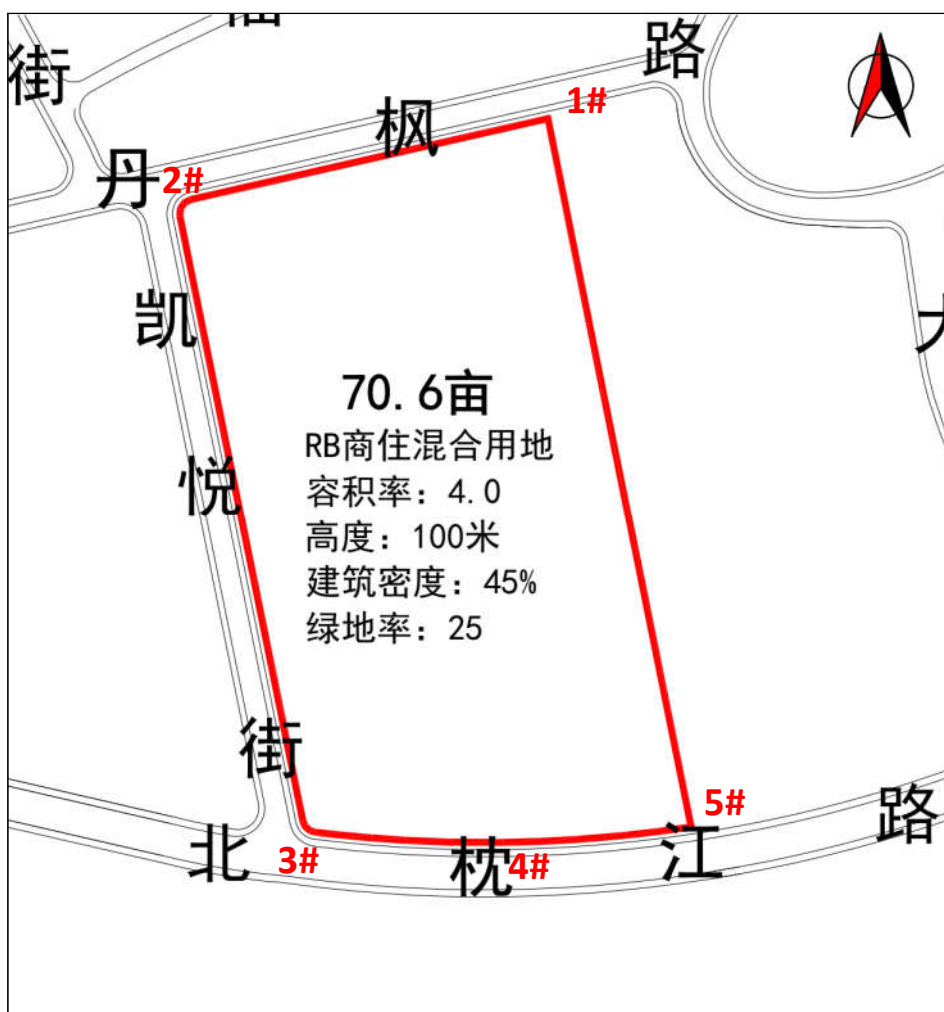 街
路
1#
枫
丹
2#
凯
70.6亩
RB商住混合用地
容积率：4.0
悦
高度：100米
建筑密度：45%
绿地率：25
街
5#
路
北
3#
枕
4#
江